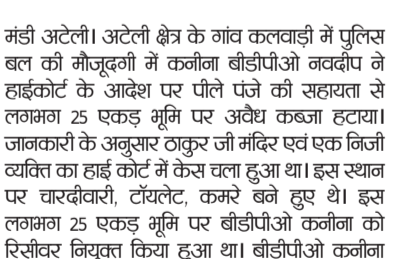 मंडी अटेली। अटेली क्षेत्र के गांव कलवाड़ी में पुलिस
बल की मौजूदगी में कनीना बीडीपीओ नवदीप ने
हाईकोर्ट के आदेश पर पीले पंजे की सहायता से
लगभग 25 एकड़ भूमि पर अवैध कब्जा हटाया।
जानकारी के अनुसार ठाकुर जी मंदिर एवं एक निजी
व्यक्ति का हाई कोर्ट में केस चला हुआ था। इस स्थान
पर चारदीवारी, टॉयलेट, कमरे बने हुए थे। इस
लगभग 25 एकड़ भूमि पर बीडीपीओ कनीना को
रिसीवर नियुक्त किया हुआ था। बीडीपीओ कनीना